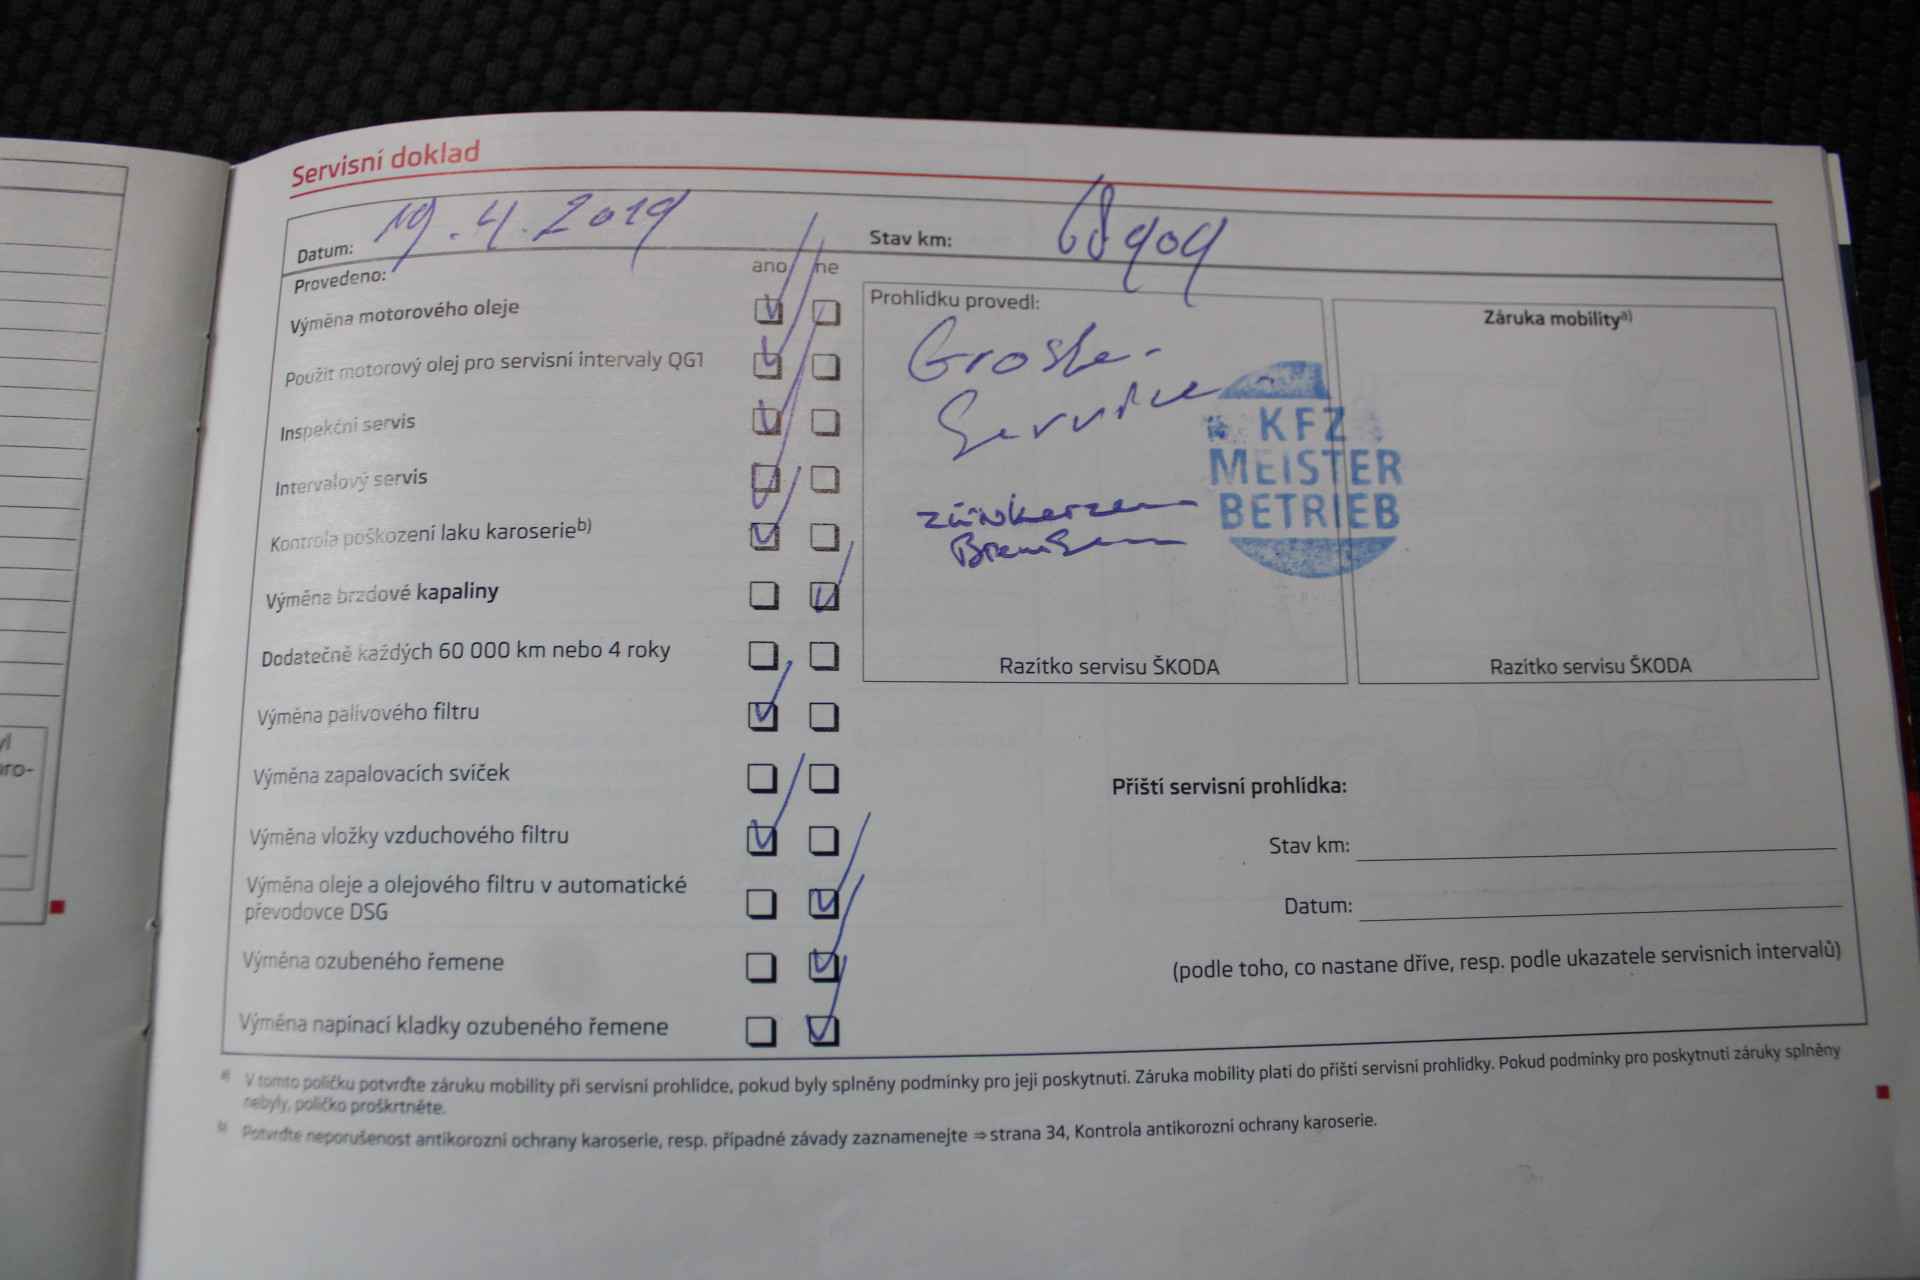 Servisní doklad
Datum: 19.4.2019 Stav km: 68909
Provedeno: ano ne
Výměna motorového oleje
Použit motorový olej pro servisní intervaly QG1
Inspekční servis
Intervalový servis
Kontrola poškození laku karoserie b)
Výměna brzdové kapaliny
Dodatečně každých 60 000 km nebo 4 roky
Výměna palivového filtru
Výměna zapalovacích svíček
Výměna vložky vzduchového filtru
Výměna oleje a olejového filtru v automatické
převodovce DSG
Výměna ozubeného řemene
Výměna napínací kladky ozubeného řemene
Prohlídku provedl:
Service
KFZ
MEISTER
BETRIEB
Razítko servisu ŠKODA
Záruka mobility a)
Razítko servisu ŠKODA
Příští servisní prohlídka:
Stav km:
Datum:
(podle toho, co nastane dříve, resp. podle ukazatele servisních intervalů)
a) V tomto políčku potvrďte záruku mobility při servisní prohlídce, pokud byly splněny podmínky pro její poskytnutí. Záruka mobility platí do příští servisní prohlídky. Pokud podmínky pro poskytnutí záruky splněny
nebyly, políčko proškrtněte.
b) Potvrďte neporušenost antikorozní ochrany karoserie, resp. případné závady zaznamenejte ⇒ strana 34, Kontrola antikorozní ochrany karoserie.